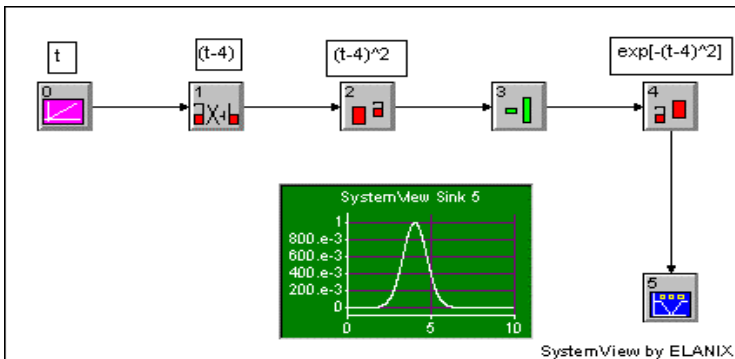 t
(t-4)
(t-4)^2
exp[-(t-4)^2]
0
1
aX+b
2
a
3
4
a
SystemView Sink 5
1
800.e-3
600.e-3
400.e-3
200.e-3
0
0
5
10
5
SystemView by ELANIX